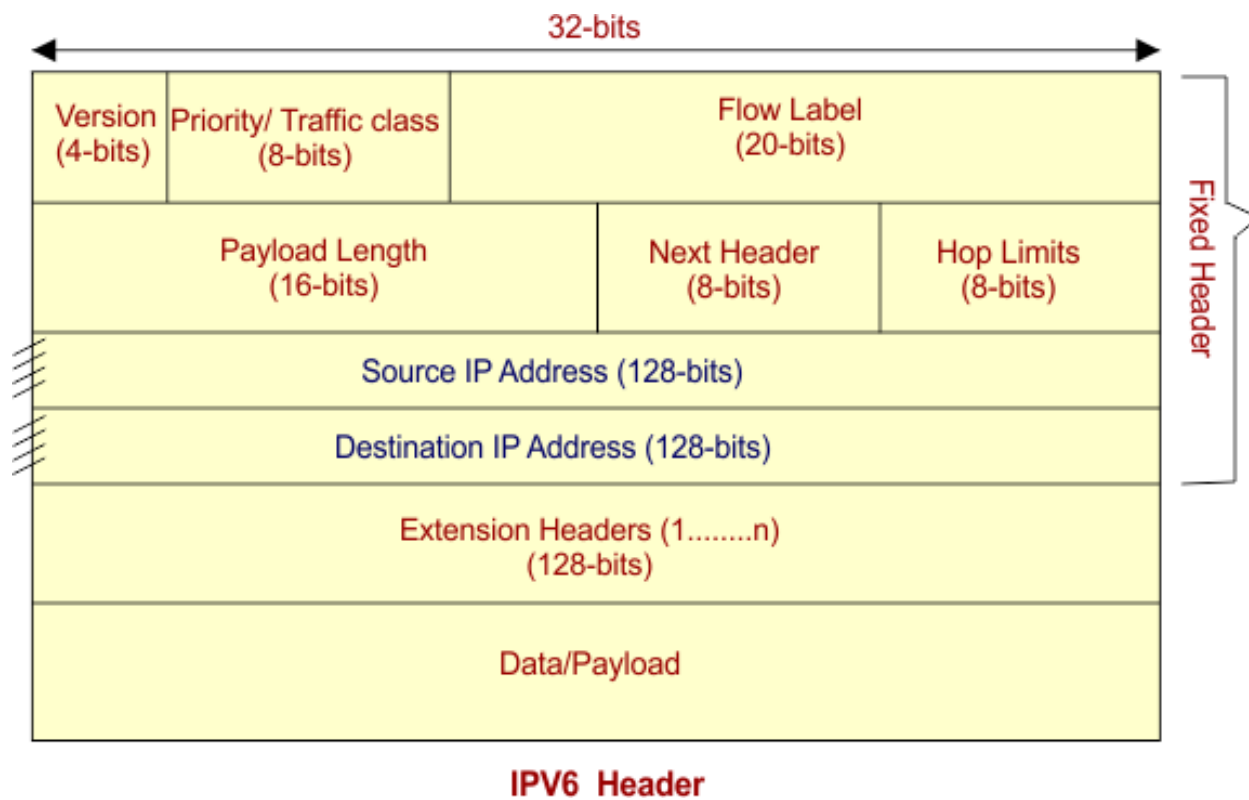 32-bits
Version
(4-bits)
Priority/ Traffic class
(8-bits)
Flow Label
(20-bits)
Payload Length
(16-bits)
Next Header
(8-bits)
Hop Limits
(8-bits)
Fixed Header
Source IP Address (128-bits)
Destination IP Address (128-bits)
Extension Headers (1........n)
(128-bits)
Data/Payload
IPV6 Header